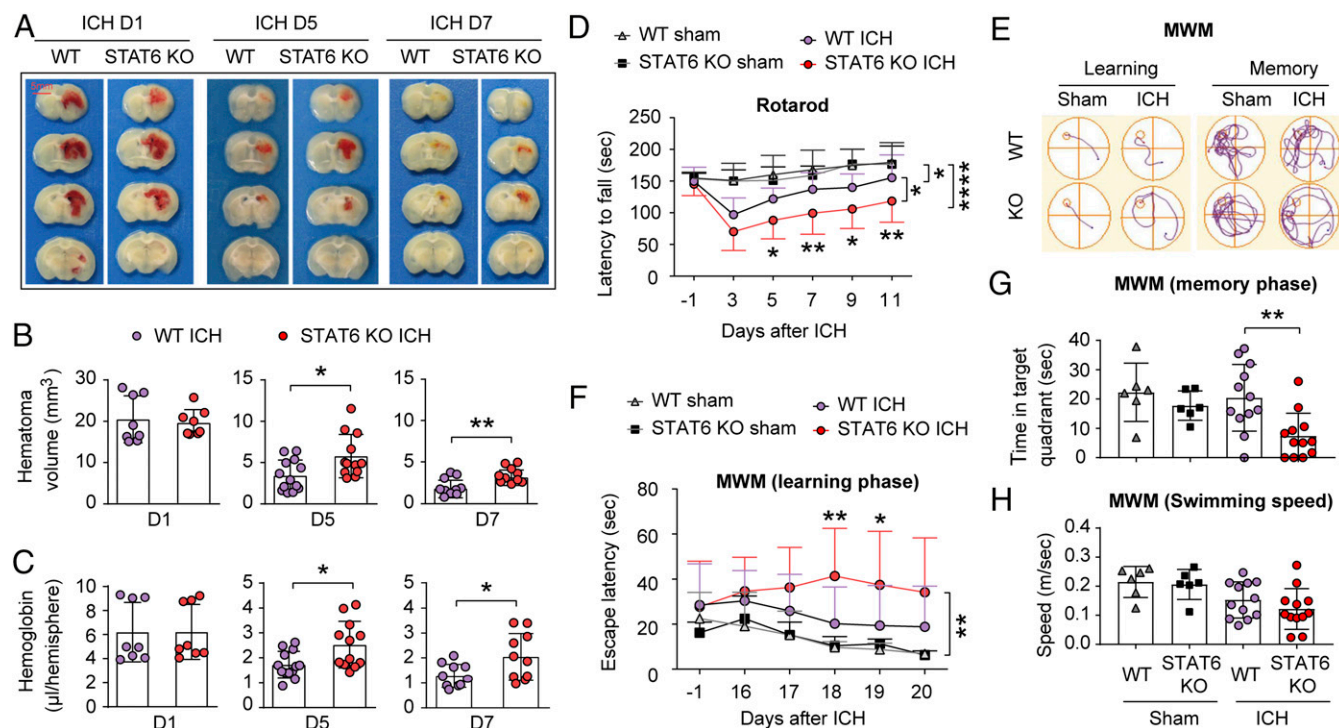 A
ICH D1
ICH D5
ICH D7
WT STAT6 KO
WT STAT6 KO
WT STAT6 KO
B
WT ICH
STAT6 KO ICH
Hematoma
volume (mm³)
30
20
10
0
D1
15
10
5
0
*
D5
15
10
5
0
**
D7
C
Hemoglobin
(µl/hemisphere)
10
8
6
4
2
0
D1
5
4
3
2
1
0
*
D5
5
4
3
2
1
0
*
D7
D
WT sham
WT ICH
STAT6 KO sham
STAT6 KO ICH
Rotarod
Latency to fall (sec)
250
200
150
100
50
0
* ** * **
*
*
****
-1 3 5 7 9 11
Days after ICH
E
MWM
Learning
Memory
Sham ICH
Sham ICH
WT
KO
F
WT sham
WT ICH
STAT6 KO sham
STAT6 KO ICH
MWM (learning phase)
Escape latency (sec)
80
60
40
20
0
** *
**
-1 16 17 18 19 20
Days after ICH
G
MWM (memory phase)
Time in target
quadrant (sec)
**
40
30
20
10
0
H
MWM (Swimming speed)
Speed (m/sec)
0.4
0.3
0.2
0.1
0.0
WT
STAT6
KO
WT
STAT6
KO
Sham
ICH